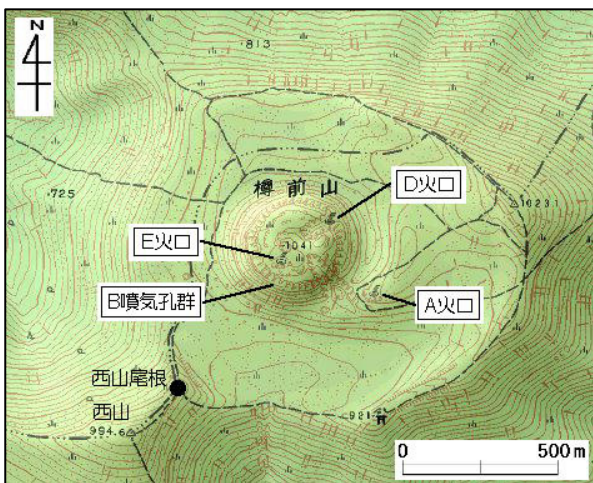 N
・813
樽前山
D火口
・725
1023.1
E火口
・1041
B噴気孔群
A火口
西山尾根
西山
994.6
921
0 500m